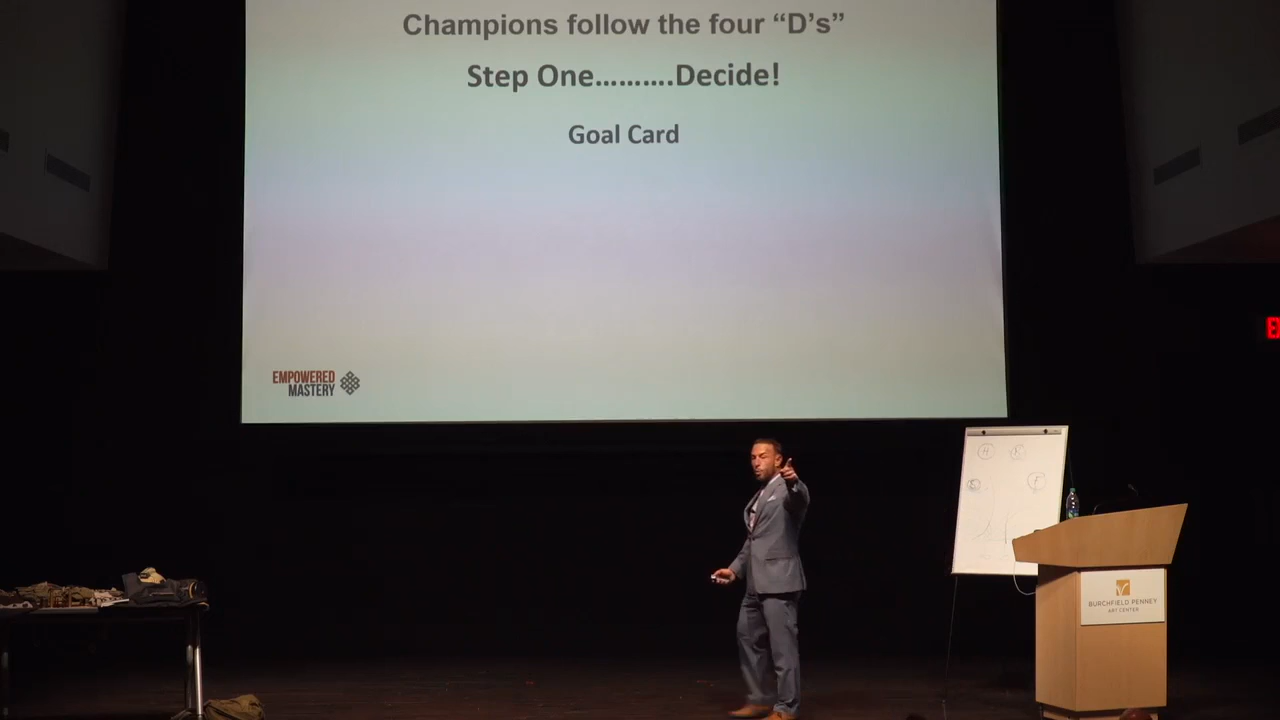 Champions follow the four “D’s”
Step One……….Decide!
Goal Card
EMPOWERED
MASTERY
BURCHFIELD PENNEY
ART CENTER